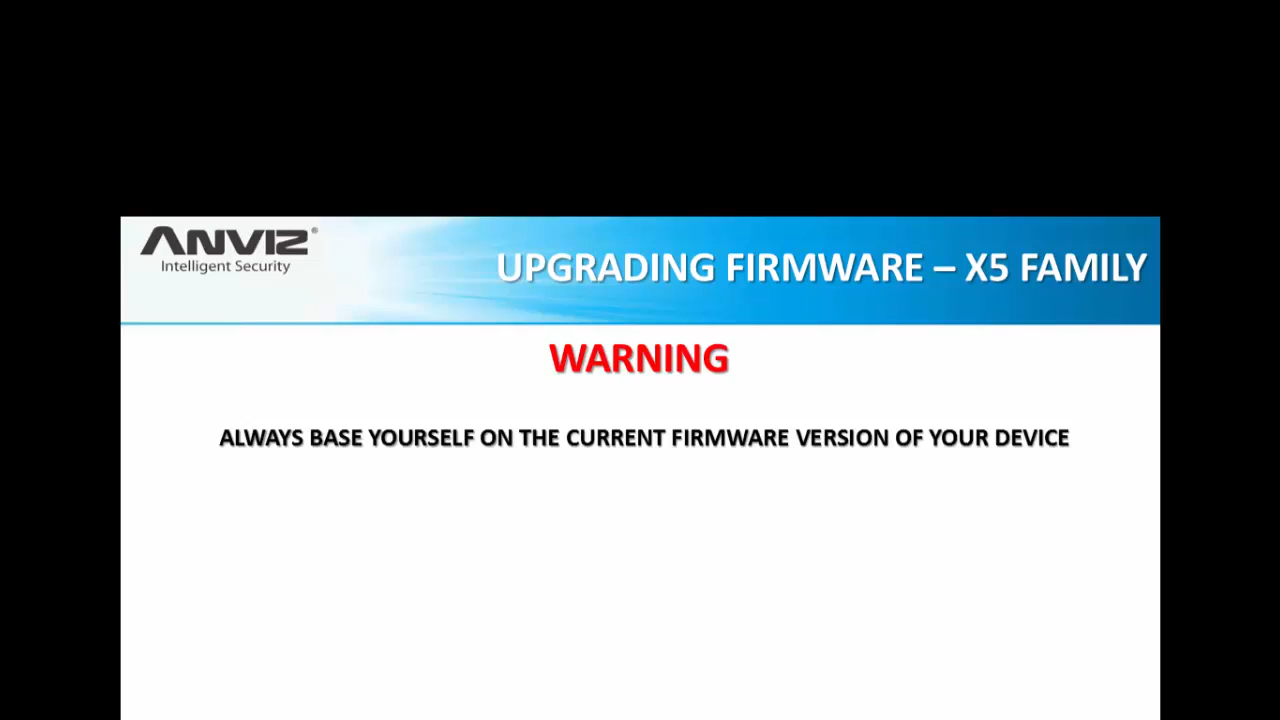 ANVIZ®
Intelligent Security
UPGRADING FIRMWARE – X5 FAMILY
WARNING
ALWAYS BASE YOURSELF ON THE CURRENT FIRMWARE VERSION OF YOUR DEVICE